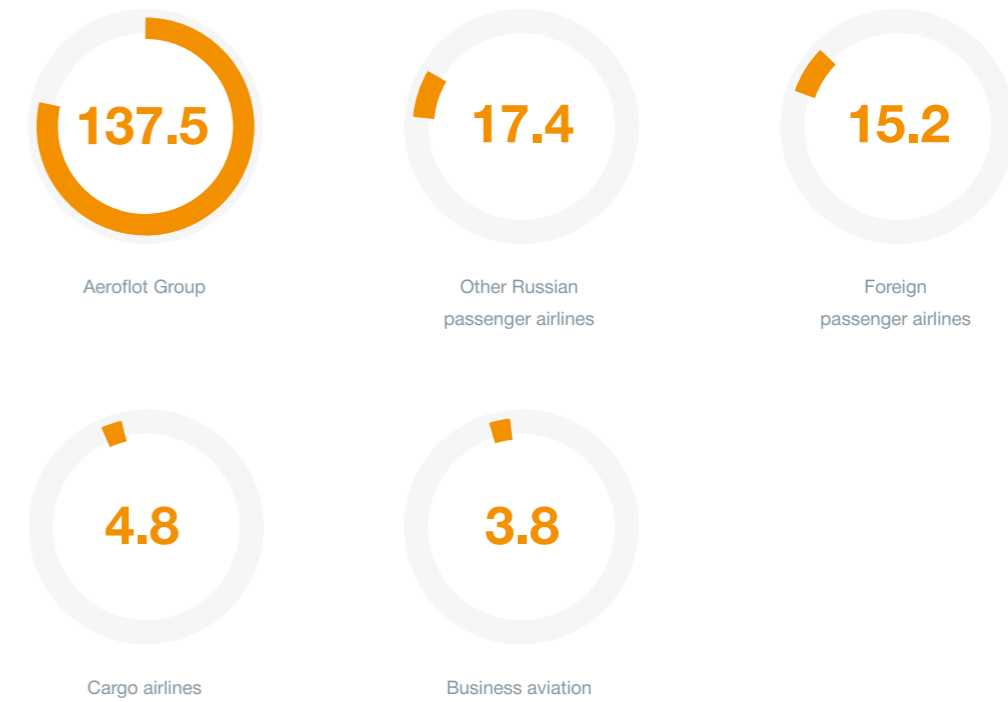 137.5
17.4
15.2
Aeroflot Group
Other Russian
passenger airlines
Foreign
passenger airlines
4.8
3.8
Cargo airlines
Business aviation